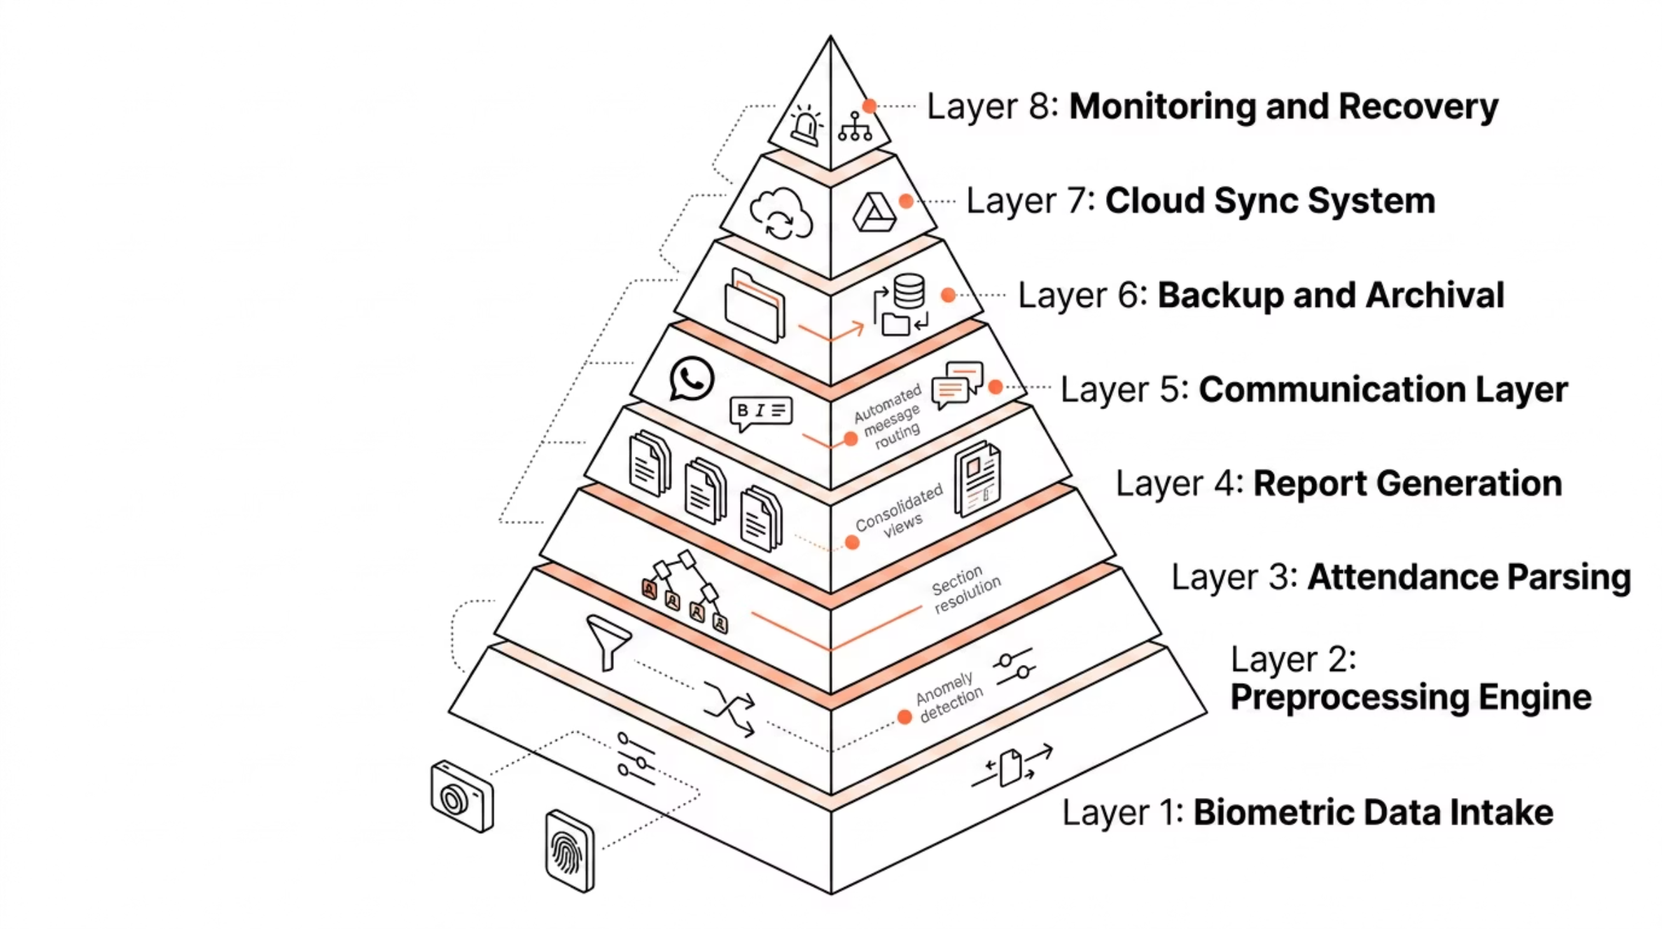 Layer 8: Monitoring and Recovery
Layer 7: Cloud Sync System
Layer 6: Backup and Archival
Layer 5: Communication Layer
B I
Automated
meesage
routing
Layer 4: Report Generation
Consolidated
views
Layer 3: Attendance Parsing
Section
resolution
Layer 2:
Preprocessing Engine
Anomely
detection
Layer 1: Biometric Data Intake